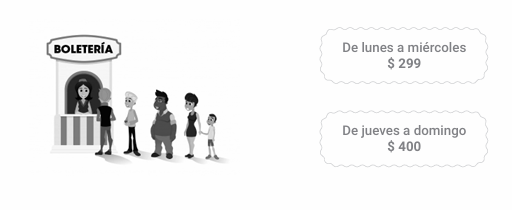 BOLETERÍA
De lunes a miércoles
$ 299
De jueves a domingo
$ 400